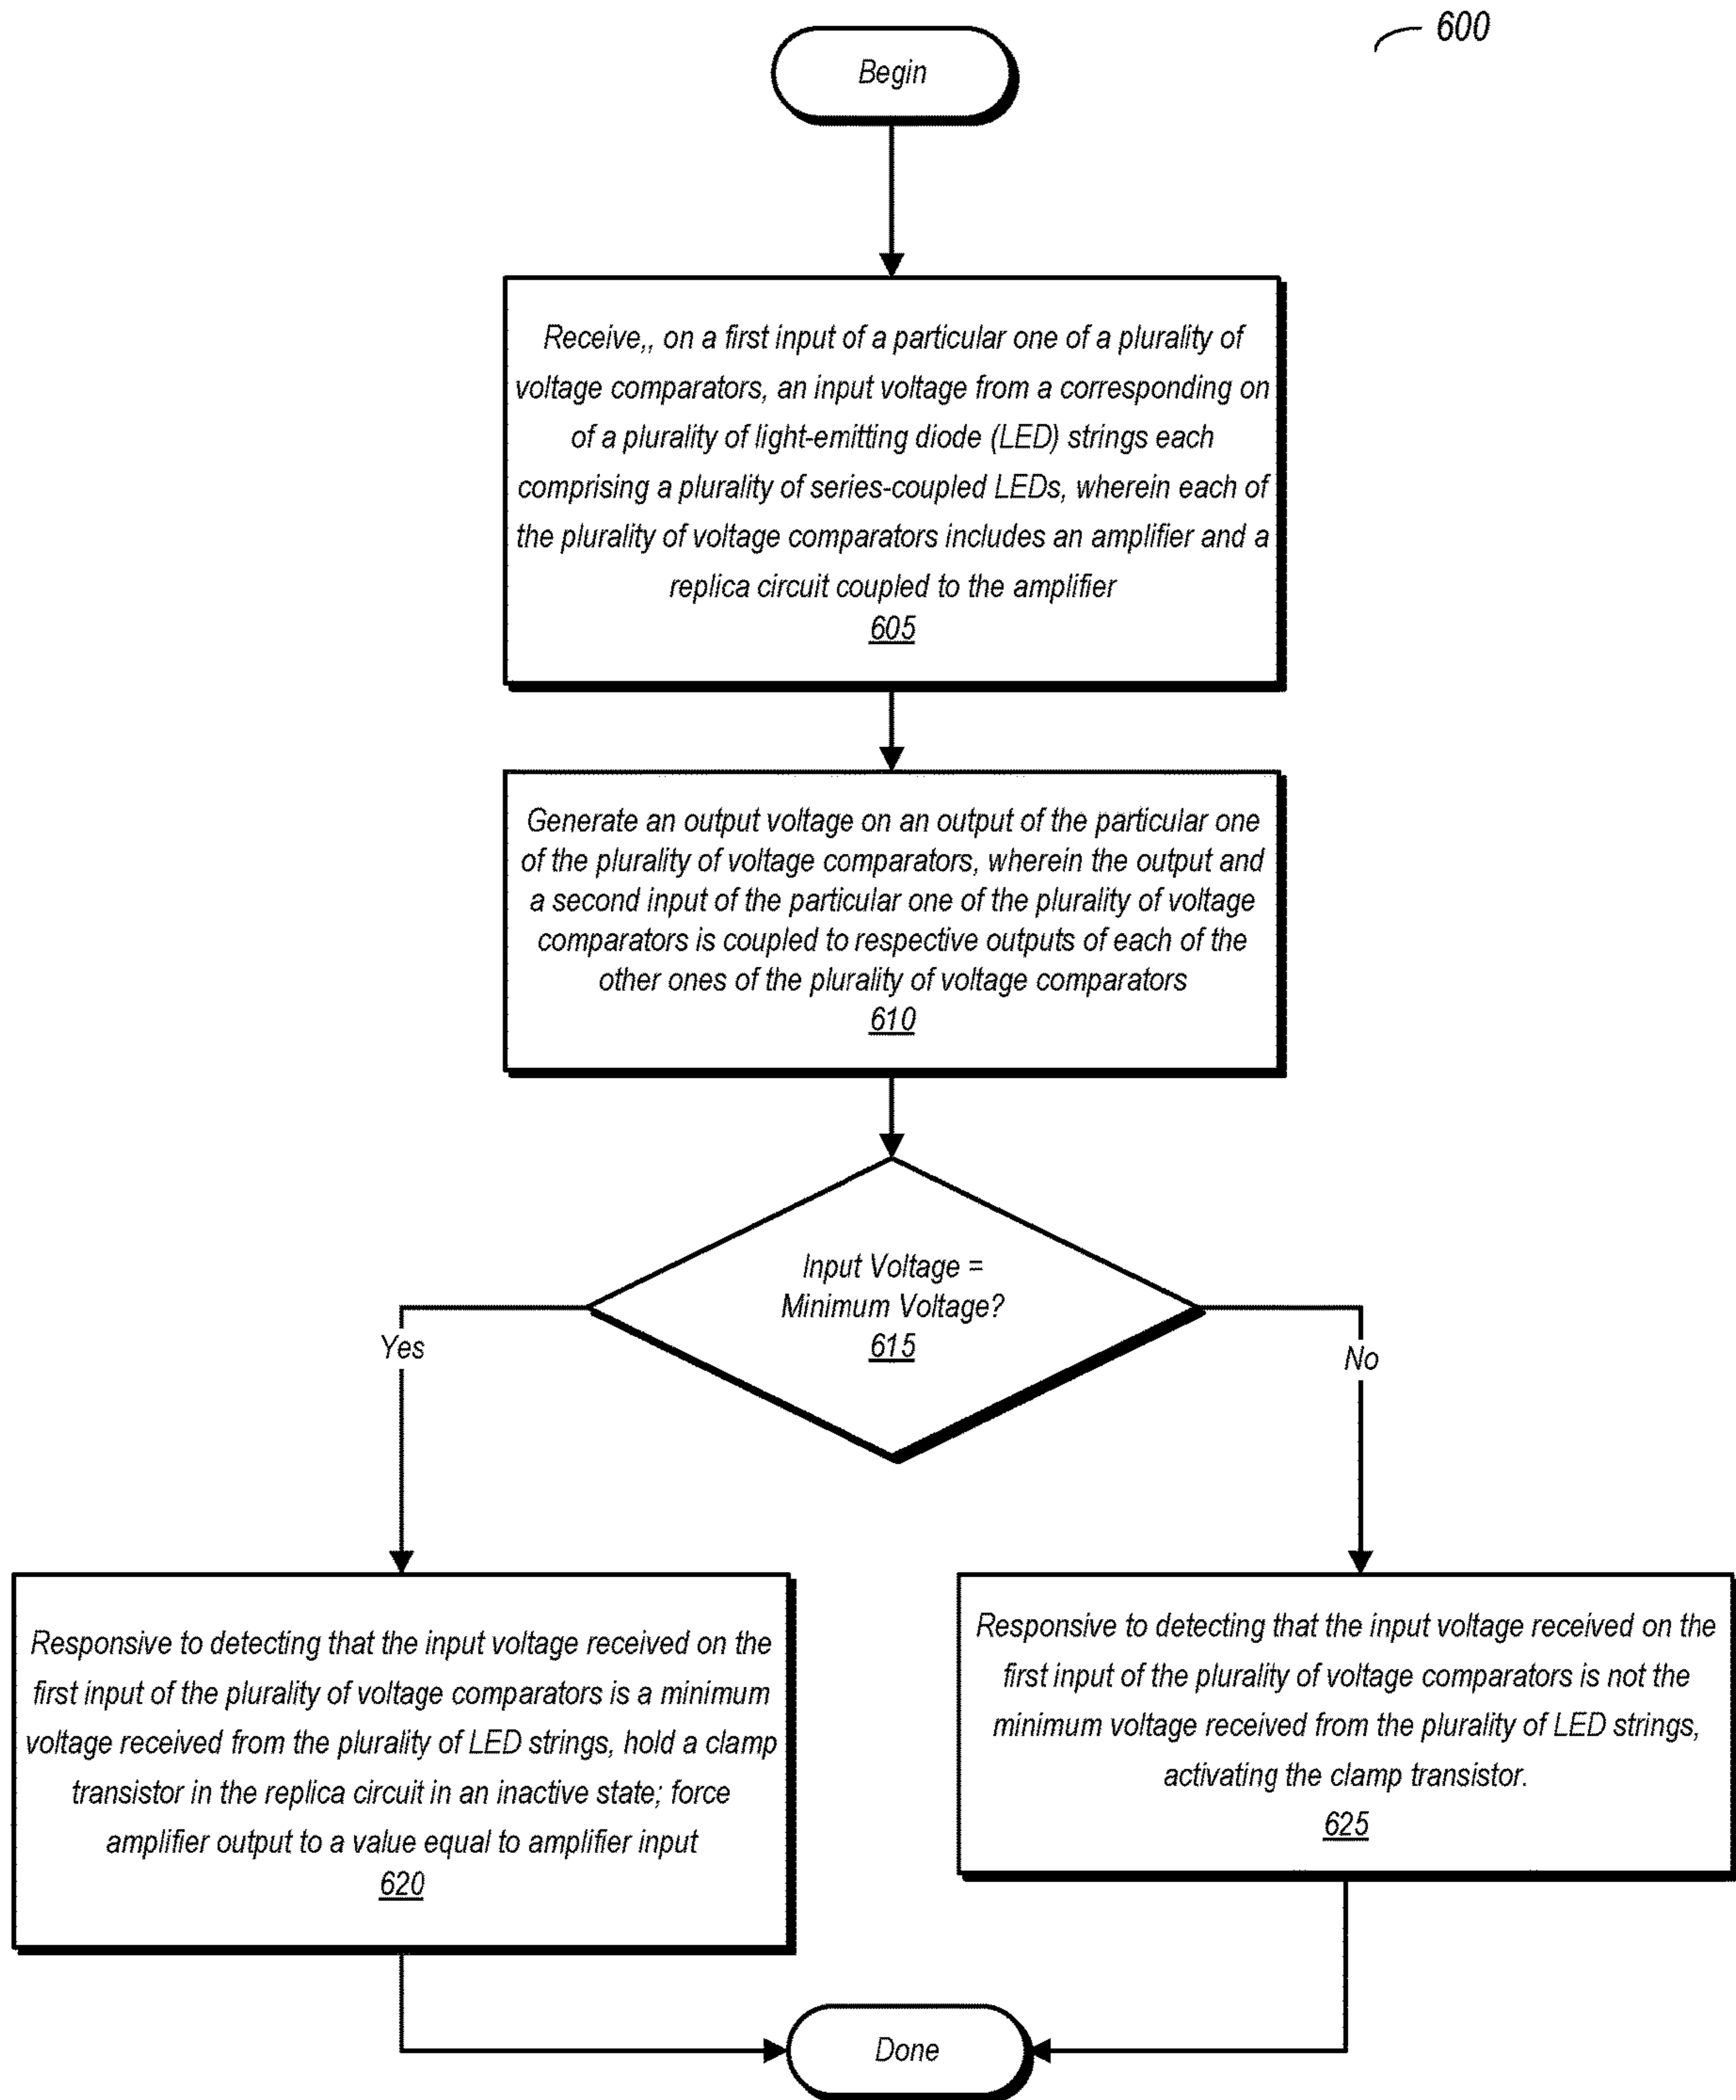 600
Begin
Receive,, on a first input of a particular one of a plurality of
voltage comparators, an input voltage from a corresponding on
of a plurality of light-emitting diode (LED) strings each
comprising a plurality of series-coupled LEDs, wherein each of
the plurality of voltage comparators includes an amplifier and a
replica circuit coupled to the amplifier
605
Generate an output voltage on an output of the particular one
of the plurality of voltage comparators, wherein the output and
a second input of the particular one of the plurality of voltage
comparators is coupled to respective outputs of each of the
other ones of the plurality of voltage comparators
610
Input Voltage =
Minimum Voltage?
615
Yes
No
Responsive to detecting that the input voltage received on the
first input of the plurality of voltage comparators is a minimum
voltage received from the plurality of LED strings, hold a clamp
transistor in the replica circuit in an inactive state; force
amplifier output to a value equal to amplifier input
620
Responsive to detecting that the input voltage received on the
first input of the plurality of voltage comparators is not the
minimum voltage received from the plurality of LED strings,
activating the clamp transistor.
625
Done